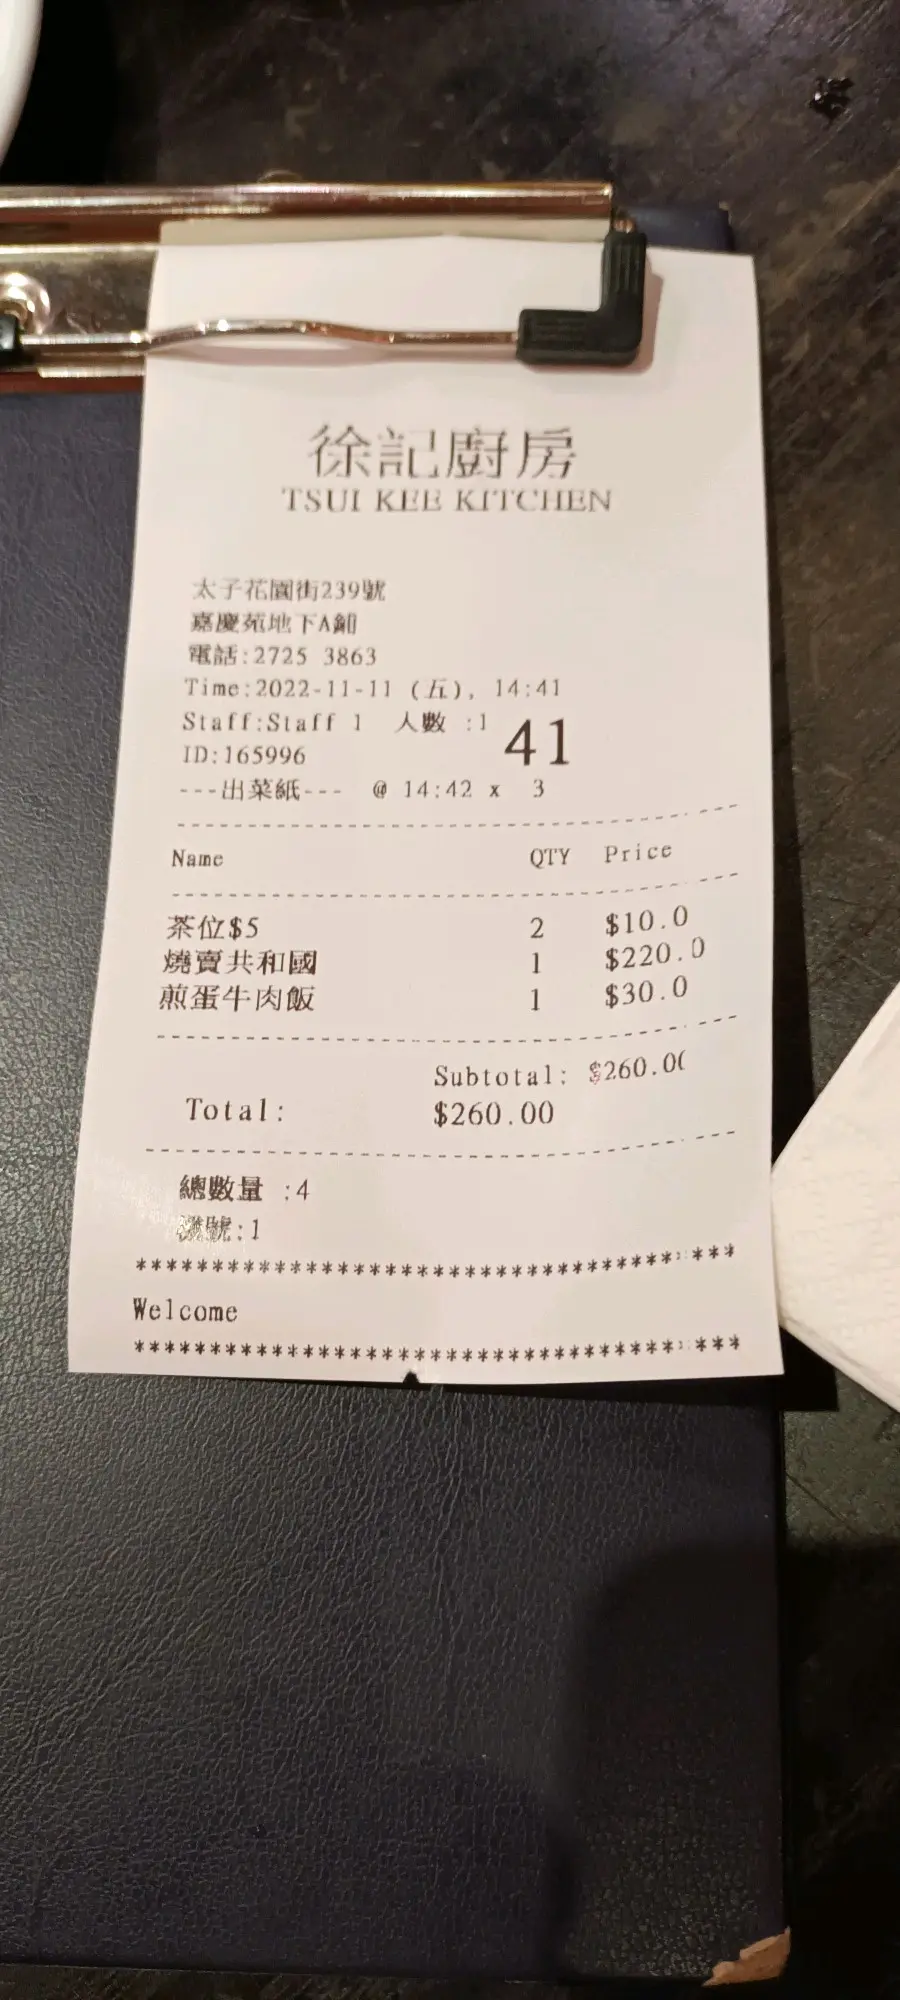 徐記廚房
TSUI KEE KITCHEN
太子花園街239號
嘉慶苑地下A鋪
電話:2725 3863
Time:2022-11-11 (五), 14:41
Staff:Staff 1 人數 :1 41
ID:165996
---出菜紙--- @ 14:42 x 3
Name QTY Price
茶位$5 2 $10.0
燒賣共和國 1 $220.0
煎蛋牛肉飯 1 $30.0
Subtotal: $260.0
Total: $260.00
總數量 :4
號:1
***************************************
Welcome
***************************************